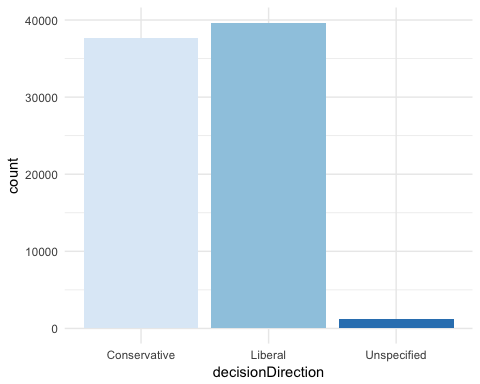 40000
30000
20000
10000
0
count
Conservative Liberal Unspecified
decisionDirection